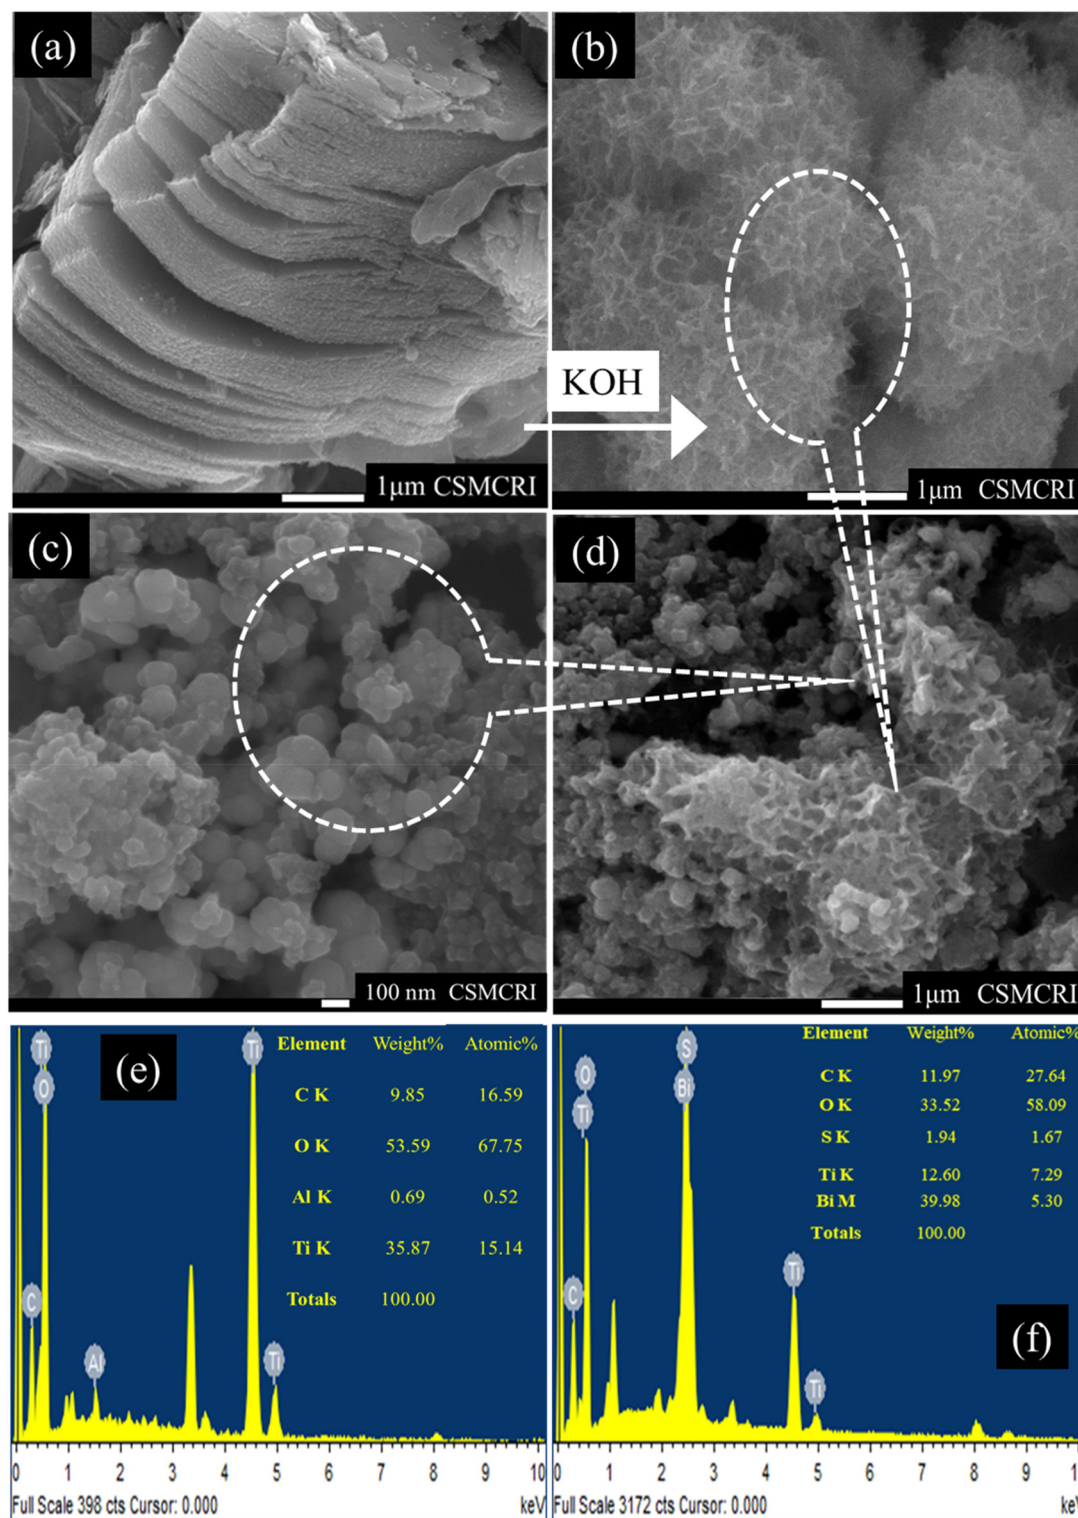 (a)
(b)
KOH
1μm CSMCRI
1μm CSMCRI
(c)
(d)
100 nm CSMCRI
1μm CSMCRI
(e)
Ti
O
Ti
C
Al
Ti
Element Weight% Atomic%
C K 9.85 16.59
O K 53.59 67.75
Al K 0.69 0.52
Ti K 35.87 15.14
Totals 100.00
0 1 2 3 4 5 6 7 8 9 10
Full Scale 398 cts Cursor: 0.000 keV
(f)
O
Ti
S
Bi
C
Ti
Ti
Element Weight% Atomic%
C K 11.97 27.64
O K 33.52 58.09
S K 1.94 1.67
Ti K 12.60 7.29
Bi M 39.98 5.30
Totals 100.00
0 1 2 3 4 5 6 7 8 9 10
Full Scale 3172 cts Cursor: 0.000 keV